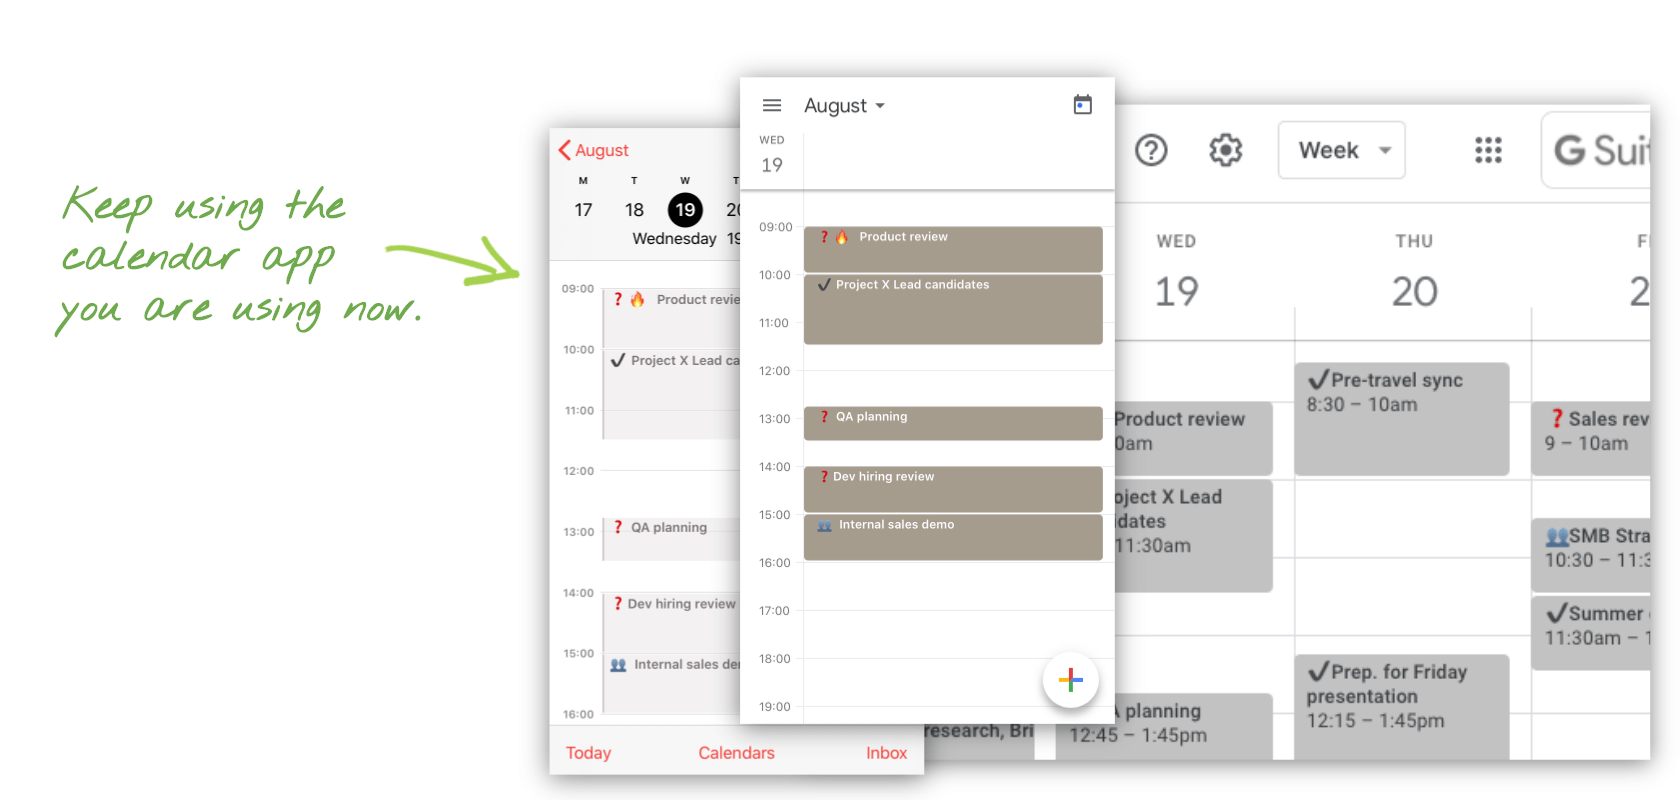 Keep using the
calendar app
you are using now.
August
M T W
17 18 19
Wednesday
09:00
❓🔥 Product revie
10:00
✔ Project X Lead ca
11:00
12:00
13:00
❓ QA planning
14:00
❓ Dev hiring review
15:00
👥 Internal sales de
16:00
Today Calendars Inbox
August
WED
19
09:00
❓🔥 Product review
10:00
✔ Project X Lead candidates
11:00
12:00
13:00
❓ QA planning
14:00
❓ Dev hiring review
15:00
👥 Internal sales demo
16:00
17:00
18:00
19:00
Week
G Suit
WED
19
Product review
0am
oject X Lead
dates
11:30am
planning
12:45 – 1:45pm
research, Bri
THU
20
✔Pre-travel sync
8:30 – 10am
✔Prep. for Friday
presentation
12:15 – 1:45pm
F
2
❓ Sales rev
9 – 10am
👥SMB Stra
10:30 – 11:3
✔Summer
11:30am – 1